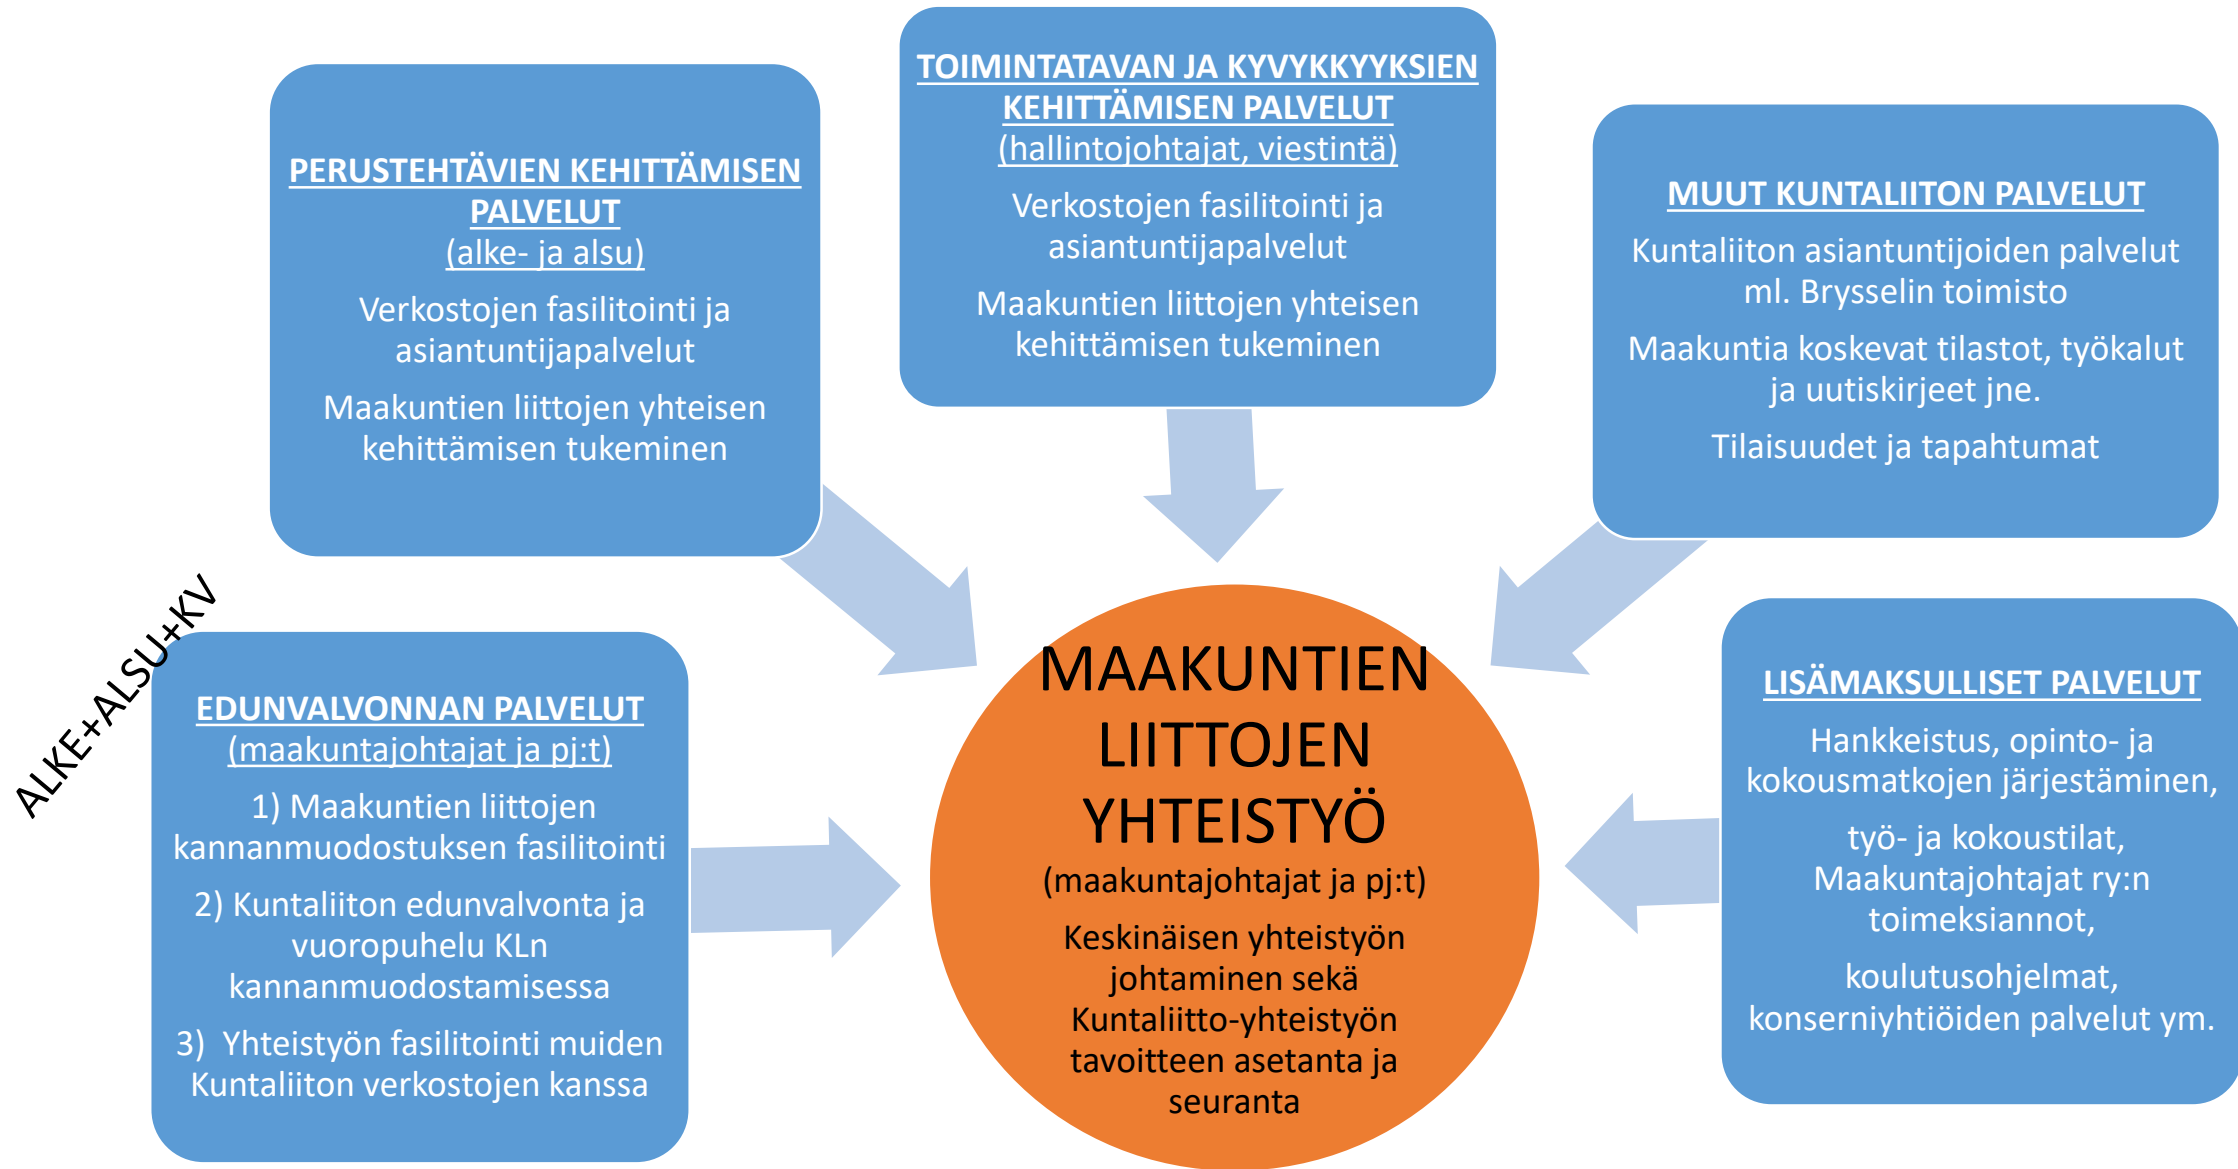 TOIMINTATAVAN JA KYVYKKYYKSIEN
KEHITTÄMISEN PALVELUT
(hallintojohtajat, viestintä)
Verkostojen fasilitointi ja
asiantuntijapalvelut
Maakuntien liittojen yhteisen
kehittämisen tukeminen
PERUSTEHTÄVIEN KEHITTÄMISEN
PALVELUT
(alke- ja alsu)
Verkostojen fasilitointi ja
asiantuntijapalvelut
Maakuntien liittojen yhteisen
kehittämisen tukeminen
MUUT KUNTALIITON PALVELUT
Kuntaliiton asiantuntijoiden palvelut
ml. Brysselin toimisto
Maakuntia koskevat tilastot, työkalut
ja uutiskirjeet jne.
Tilaisuudet ja tapahtumat
ALKE+ALSU+KV
EDUNVALVONNAN PALVELUT
(maakuntajohtajat ja pj:t)
1) Maakuntien liittojen
kannanmuodostuksen fasilitointi
2) Kuntaliiton edunvalvonta ja
vuoropuhelu KLn
kannanmuodostamisessa
3) Yhteistyön fasilitointi muiden
Kuntaliiton verkostojen kanssa
MAAKUNTIEN
LIITTOJEN
YHTEISTYÖ
(maakuntajohtajat ja pj:t)
Keskinäisen yhteistyön
johtaminen sekä
Kuntaliitto-yhteistyön
tavoitteen asetanta ja
seuranta
LISÄMAKSULLISET PALVELUT
Hankkeistus, opinto- ja
kokousmatkojen järjestäminen,
työ- ja kokoustilat,
Maakuntajohtajat ry:n
toimeksiannot,
koulutusohjelmat,
konserniyhtiöiden palvelut ym.